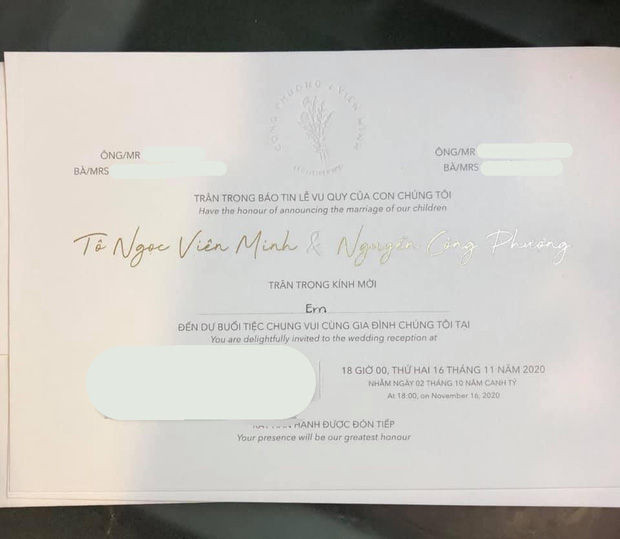 CÔNG PHƯỢNG & VIÊN MINH
ÔNG/MR
BÀ/MRS
ÔNG/MR
BÀ/MRS
TRÂN TRỌNG BÁO TIN LỄ VU QUY CỦA CON CHÚNG TÔI
Have the honour of announcing the marriage of our children
Tô Ngọc Viên Minh & Nguyễn Công Phượng
TRÂN TRỌNG KÍNH MỜI
Em
ĐẾN DỰ BUỔI TIỆC CHUNG VUI CÙNG GIA ĐÌNH CHÚNG TÔI TẠI
You are delightfully invited to the wedding reception at
18 GIỜ 00, THỨ HAI 16 THÁNG 11 NĂM 2020
NHẰM NGÀY 02 THÁNG 10 NĂM CANH TÝ
At 18:00, on November 16, 2020
HẠNH ĐƯỢC ĐÓN TIẾP
Your presence will be our greatest honour